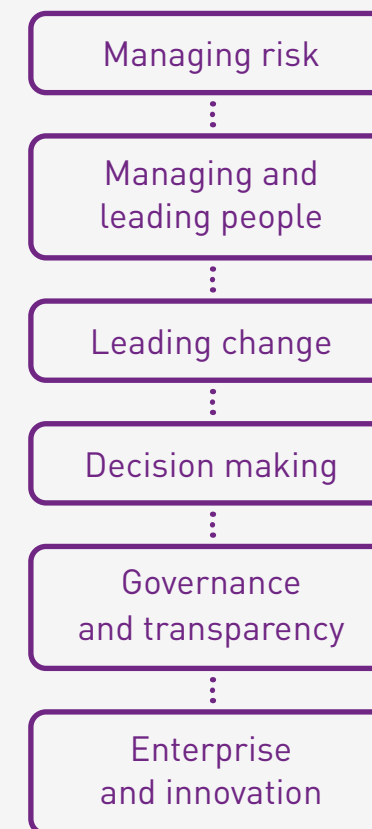 Managing risk
Managing and
leading people
Leading change
Decision making
Governance
and transparency
Enterprise
and innovation